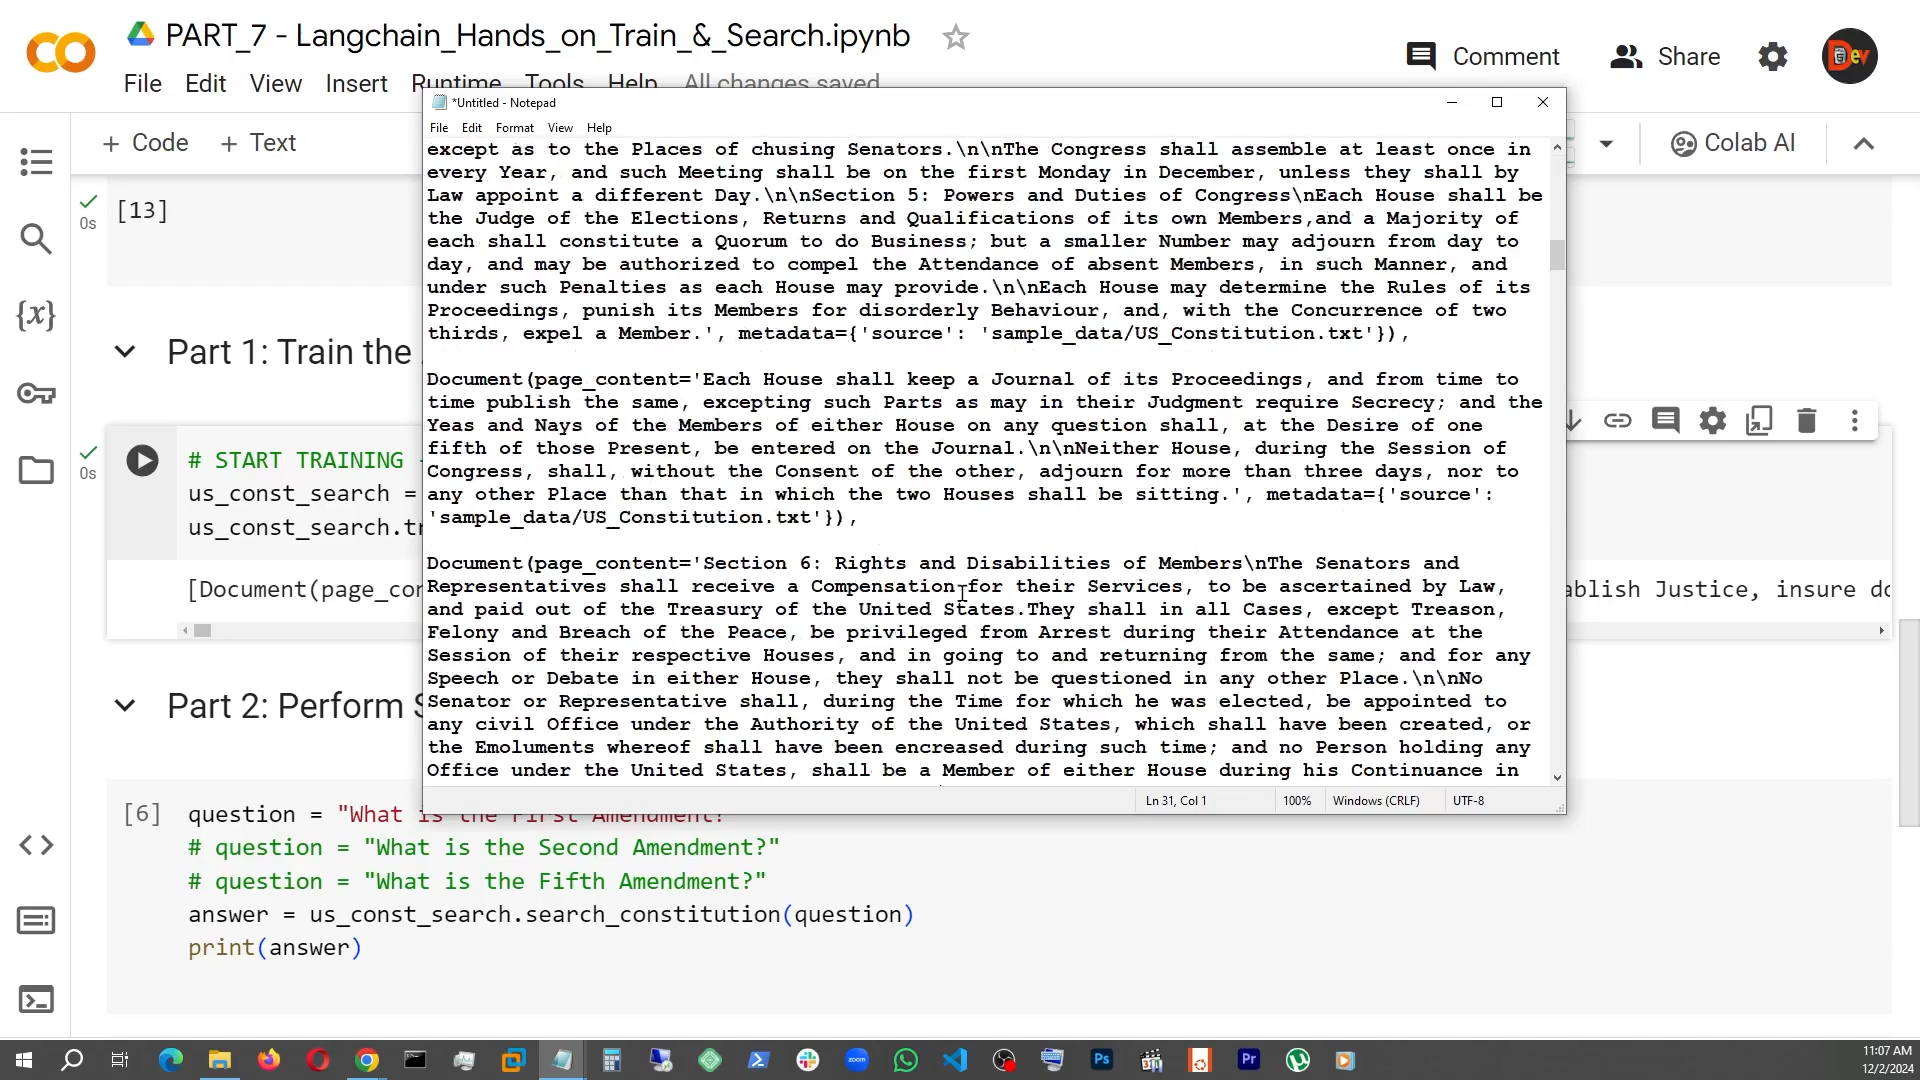 PART_7 - Langchain_Hands_on_Train_&_Search.ipynb
Comment
Share
Dev
File Edit View Insert Runtime Tools Help All changes saved
+ Code + Text
Colab AI
*Untitled - Notepad
File Edit Format View Help
except as to the Places of chusing Senators.\n\nThe Congress shall assemble at least once in
every Year, and such Meeting shall be on the first Monday in December, unless they shall by
Law appoint a different Day.\n\nSection 5: Powers and Duties of Congress\nEach House shall be
the Judge of the Elections, Returns and Qualifications of its own Members,and a Majority of
each shall constitute a Quorum to do Business; but a smaller Number may adjourn from day to
day, and may be authorized to compel the Attendance of absent Members, in such Manner, and
under such Penalties as each House may provide.\n\nEach House may determine the Rules of its
Proceedings, punish its Members for disorderly Behaviour, and, with the Concurrence of two
thirds, expel a Member.', metadata={'source': 'sample_data/US_Constitution.txt'}),
Document(page_content='Each House shall keep a Journal of its Proceedings, and from time to
time publish the same, excepting such Parts as may in their Judgment require Secrecy; and the
Yeas and Nays of the Members of either House on any question shall, at the Desire of one
fifth of those Present, be entered on the Journal.\n\nNeither House, during the Session of
Congress, shall, without the Consent of the other, adjourn for more than three days, nor to
any other Place than that in which the two Houses shall be sitting.', metadata={'source':
'sample_data/US_Constitution.txt'}),
Document(page_content='Section 6: Rights and Disabilities of Members\nThe Senators and
Representatives shall receive a Compensation for their Services, to be ascertained by Law,
and paid out of the Treasury of the United States.They shall in all Cases, except Treason,
Felony and Breach of the Peace, be privileged from Arrest during their Attendance at the
Session of their respective Houses, and in going to and returning from the same; and for any
Speech or Debate in either House, they shall not be questioned in any other Place.\n\nNo
Senator or Representative shall, during the Time for which he was elected, be appointed to
any civil Office under the Authority of the United States, which shall have been created, or
the Emoluments whereof shall have been encreased during such time; and no Person holding any
Office under the United States, shall be a Member of either House during his Continuance in
Ln 31, Col 1 100% Windows (CRLF) UTF-8
0s [13]
Part 1: Train the
0s
# START TRAINING
us_const_search =
us_const_search.tr
[Document(page_con
ablish Justice, insure do
Part 2: Perform S
[6] question = "What is the First Amendment?
# question = "What is the Second Amendment?"
# question = "What is the Fifth Amendment?"
answer = us_const_search.search_constitution(question)
print(answer)
{x}
zoom
Ps
Pr
11:07 AM
12/2/2024